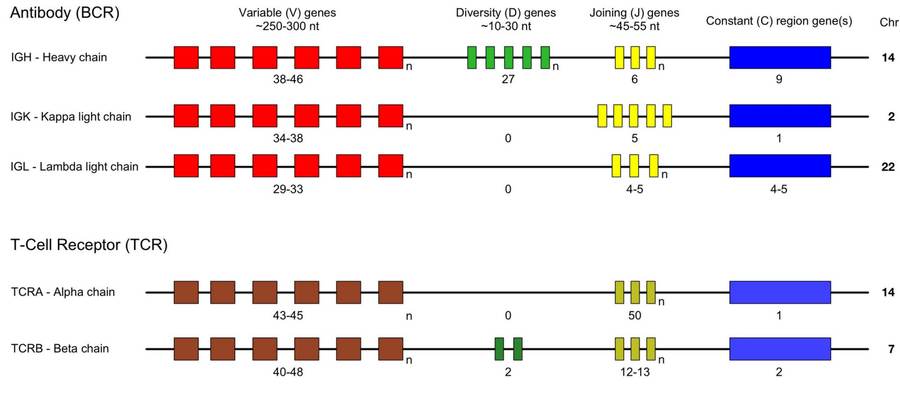 Antibody (BCR)
Variable (V) genes
~250-300 nt
Diversity (D) genes
~10-30 nt
Joining (J) genes
~45-55 nt
Constant (C) region gene(s)
Chr
IGH - Heavy chain n n n 14
38-46 27 6 9
IGK - Kappa light chain n 2
34-38 0 5 1
IGL - Lambda light chain n n 22
29-33 0 4-5 4-5
T-Cell Receptor (TCR)
TCRA - Alpha chain n n 14
43-45 0 50 1
TCRB - Beta chain n n 7
40-48 2 12-13 2